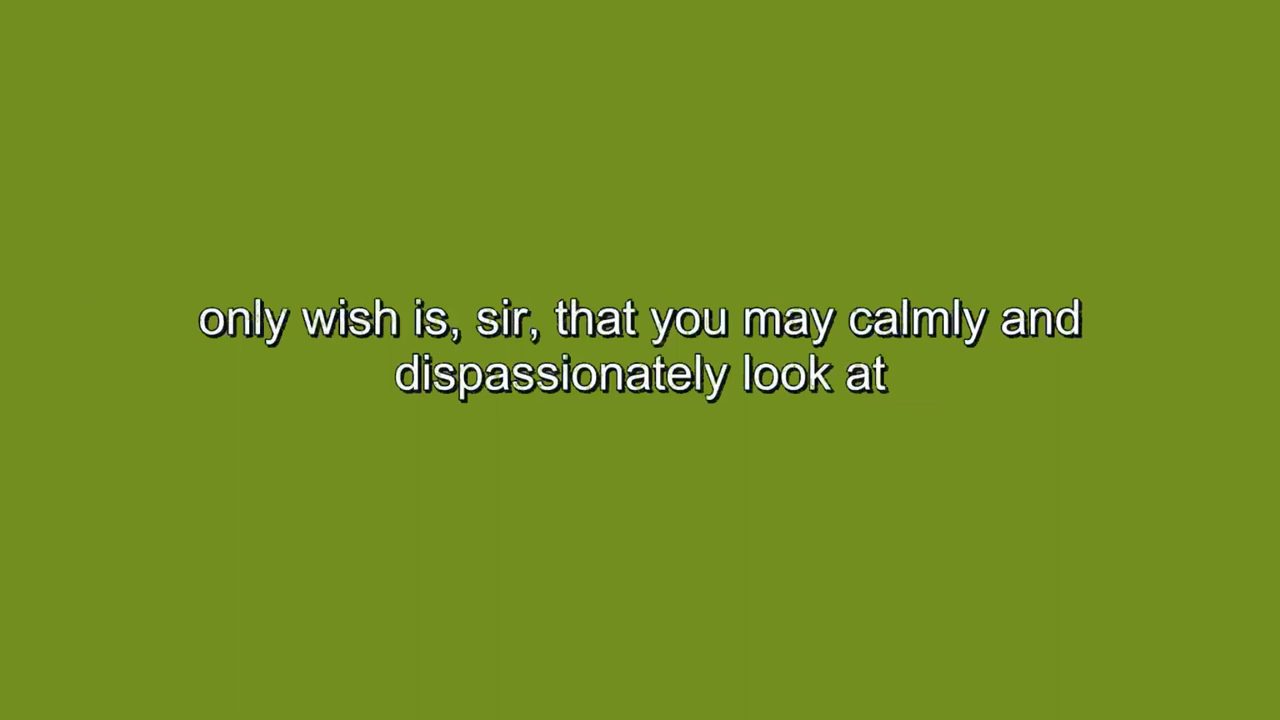 only wish is, sir, that you may calmly and
dispassionately look at